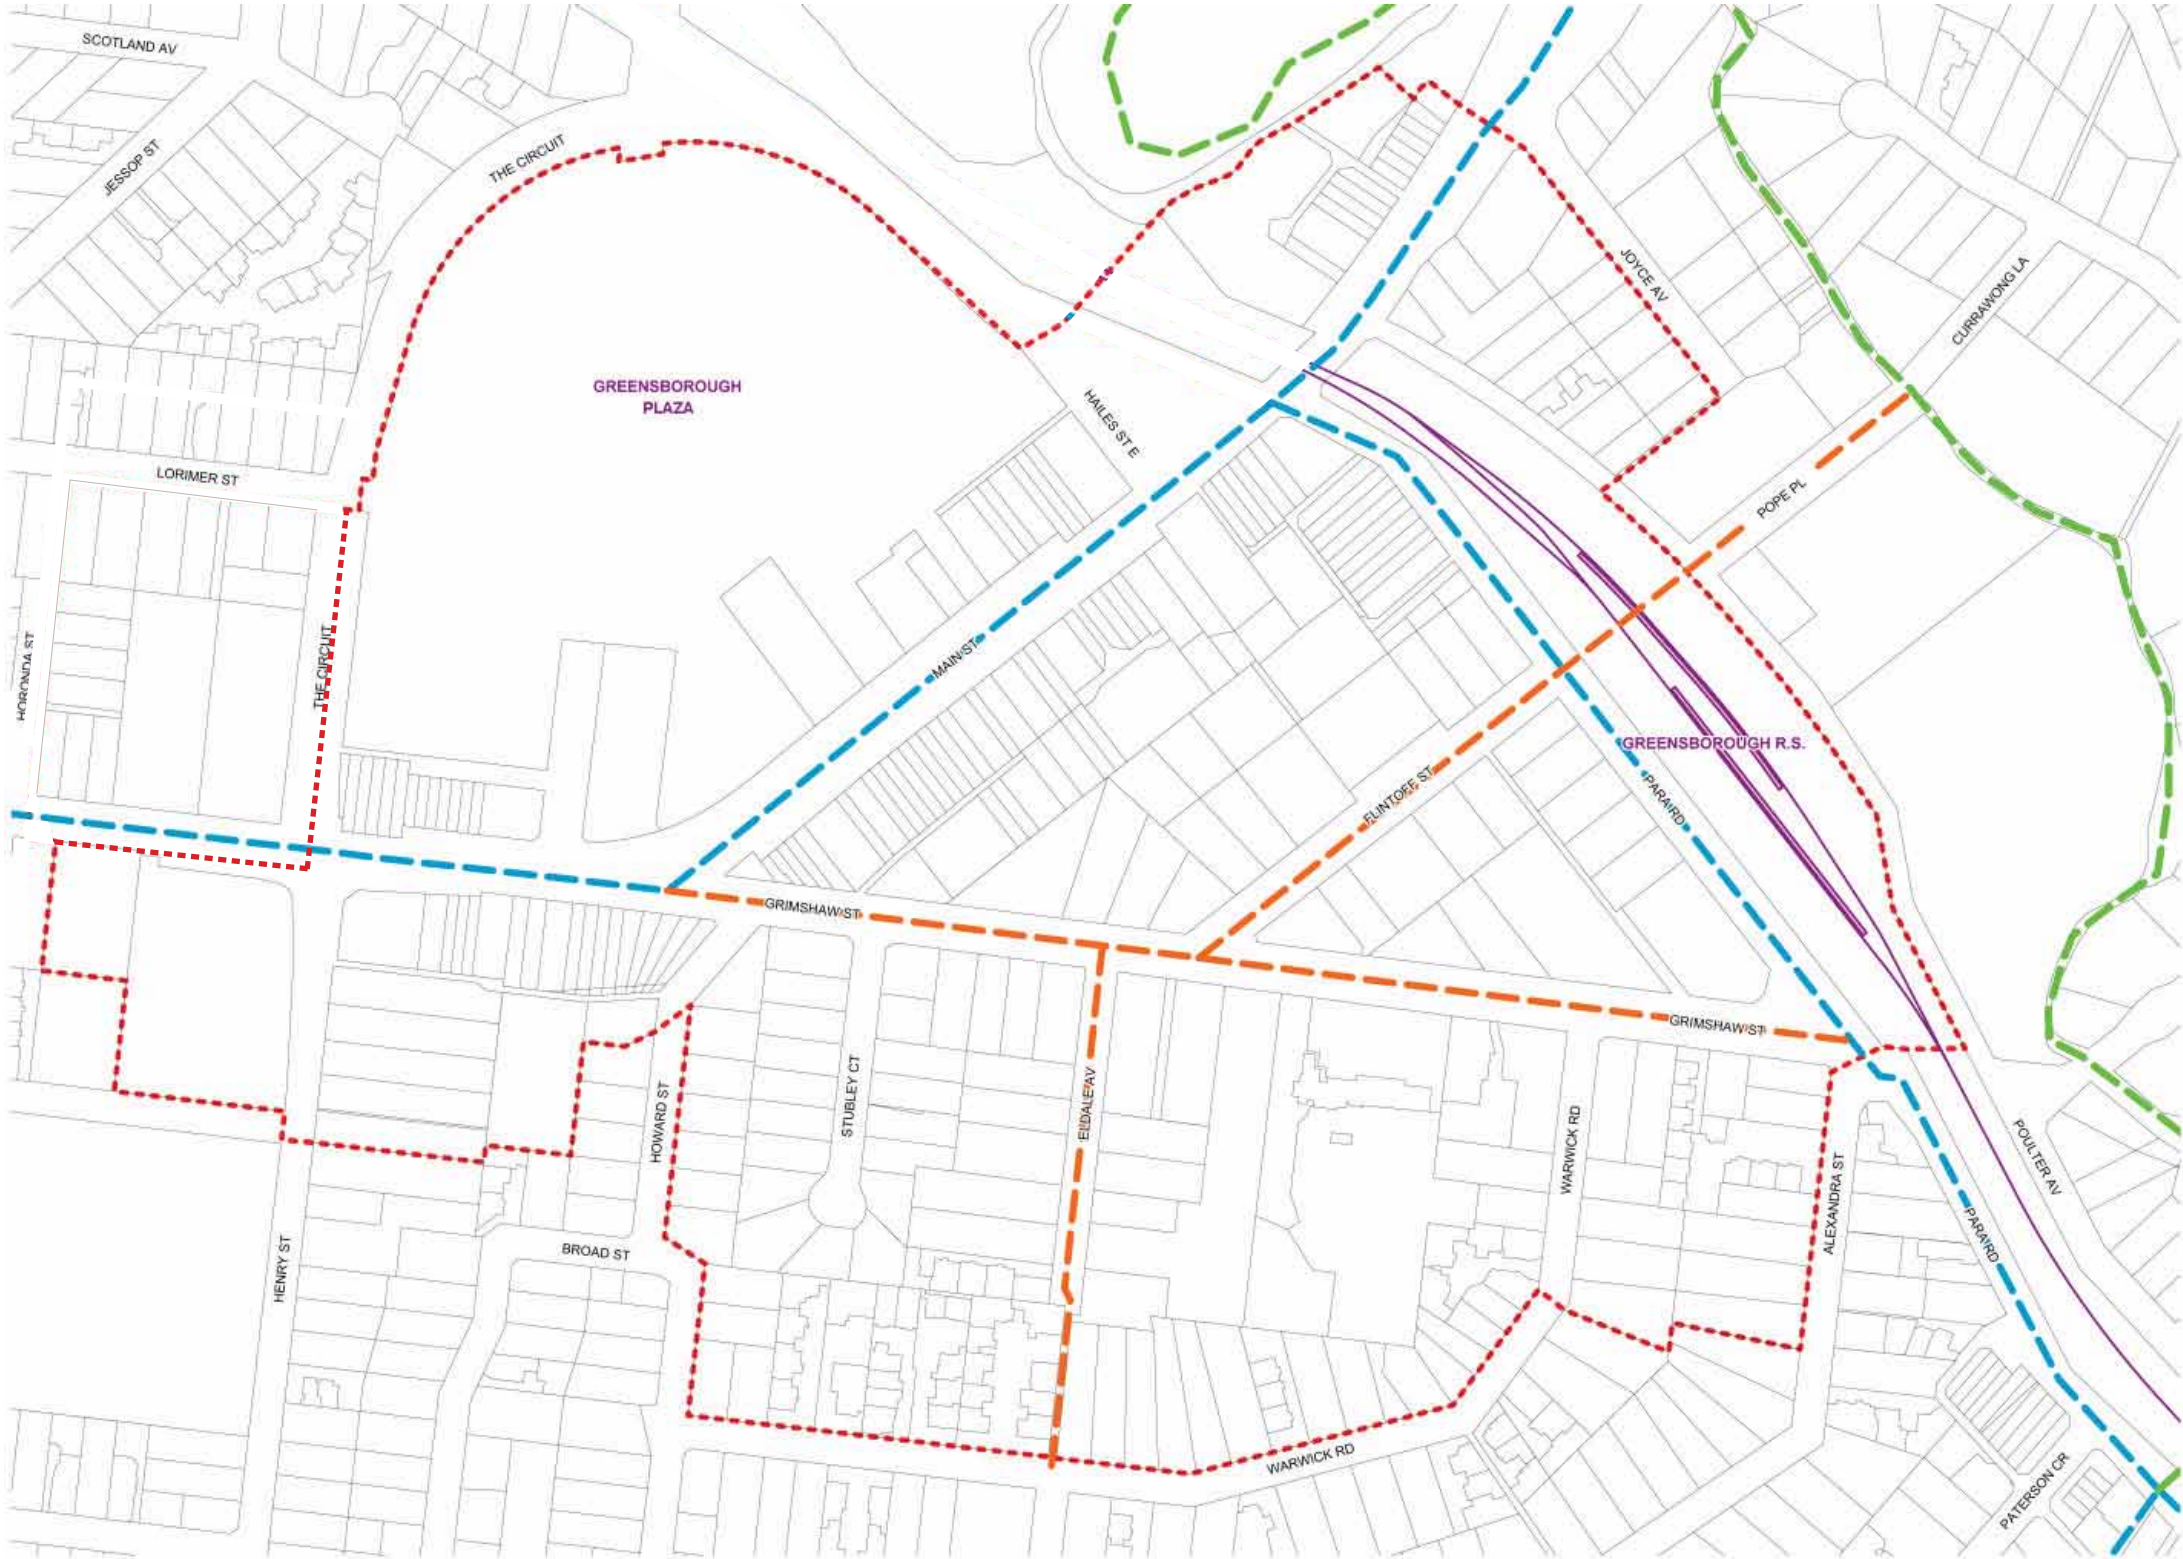 SCOTLAND AV
JESSOP ST
THE CIRCUIT
JOYCE AV
CURRAWONG LA
GREENSBOROUGH
PLAZA
HAILES ST E
LORIMER ST
POPE PL
HORONDA ST
THE CIRCUIT
MAIN ST
GREENSBOROUGH R.S.
FLINTOFF ST
PARA RD
GRIMSHAW ST
GRIMSHAW ST
HOWARD ST
STUBLEY CT
ELDALE AV
WARWICK RD
ALEXANDRA ST
POULTER AV
PARA RD
HENRY ST
BROAD ST
WARWICK RD
PATERSON CR